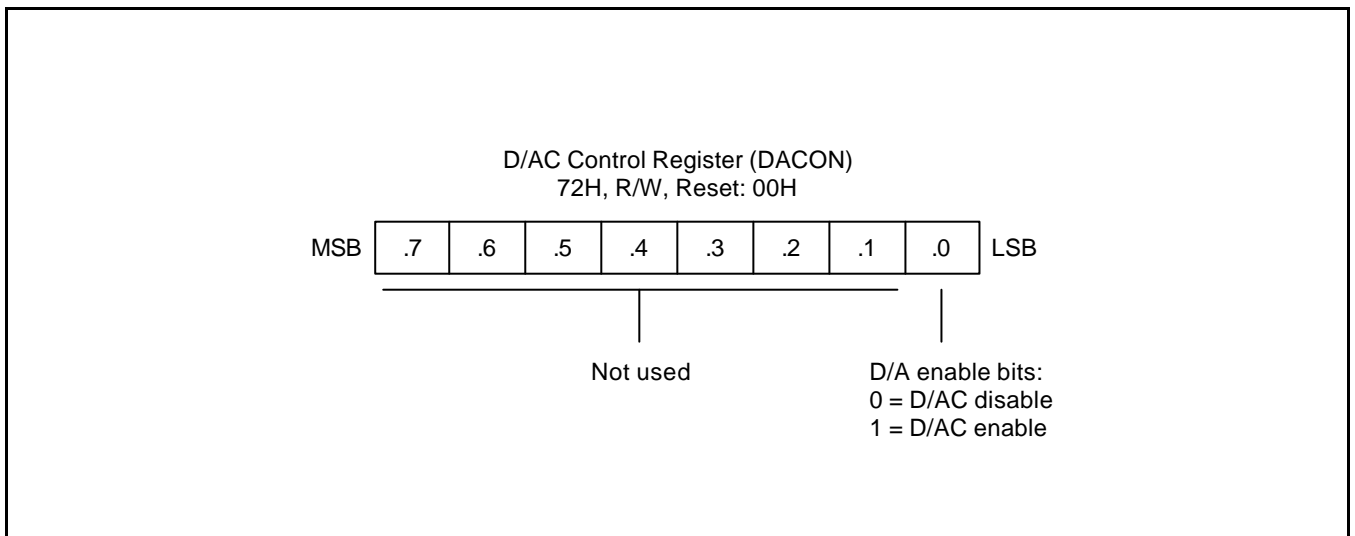 D/AC Control Register (DACON)
72H, R/W, Reset: 00H
MSB .7 .6 .5 .4 .3 .2 .1 .0 LSB
Not used
D/A enable bits:
0 = D/AC disable
1 = D/AC enable